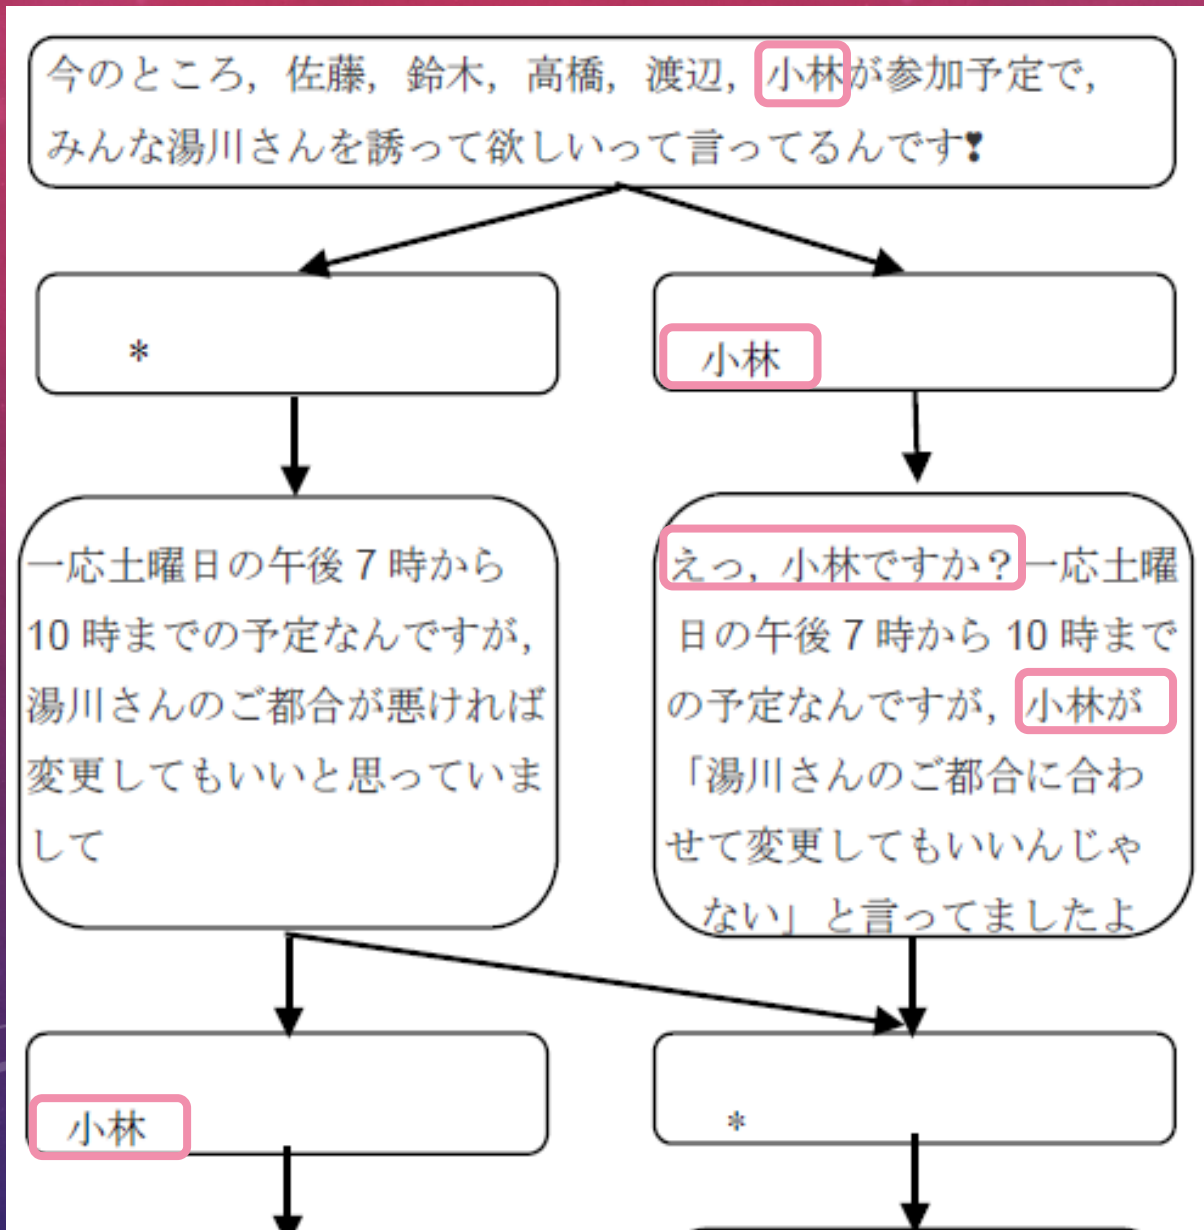 今のところ，佐藤，鈴木，高橋，渡辺，小林が参加予定で，
みんな湯川さんを誘って欲しいって言ってるんです❣
*
小林
一応土曜日の午後7時から
10時までの予定なんですが，
湯川さんのご都合が悪ければ
変更してもいいと思っていま
して
えっ，小林ですか？一応土曜
日の午後7時から10時まで
の予定なんですが，小林が
「湯川さんのご都合に合わ
せて変更してもいいんじゃ
ない」と言ってましたよ
小林
*